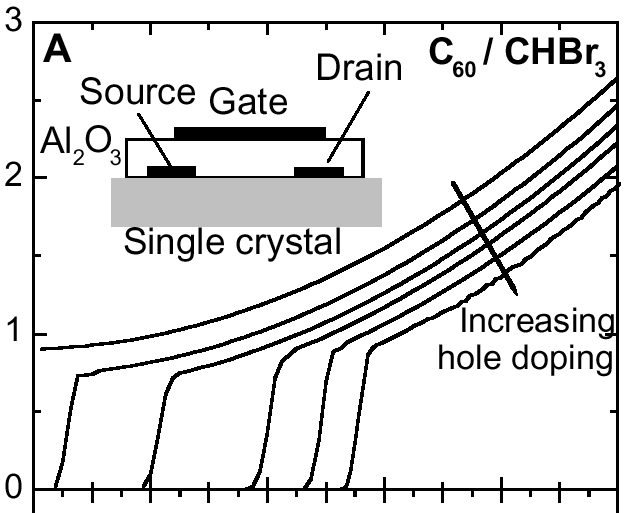 3
A
C60 / CHBr3
Drain
Source
Gate
Al2O3
2
Single crystal
1
Increasing
hole doping
0